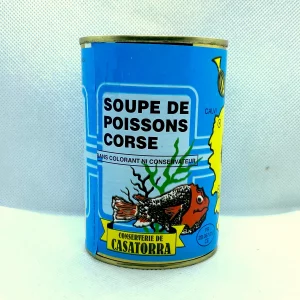 SOUPE DE
POISSONS
CORSE
SANS COLORANT NI CONSERVATEUR
CONSERVERIE DE
CASATORRA